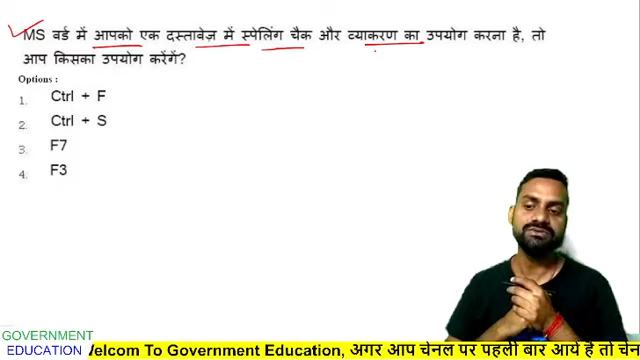 MS वर्ड में आपको एक दस्तावेज़ में स्पेलिंग चैक और व्याकरण का उपयोग करना है, तो
आप किसका उपयोग करेंगें?
Options :
1. Ctrl + F
2. Ctrl + S
3. F7
4. F3
GOVERNMENT
EDUCATION
Welcom To Government Education, अगर आप चेनल पर पहली बार आये है तो चेन